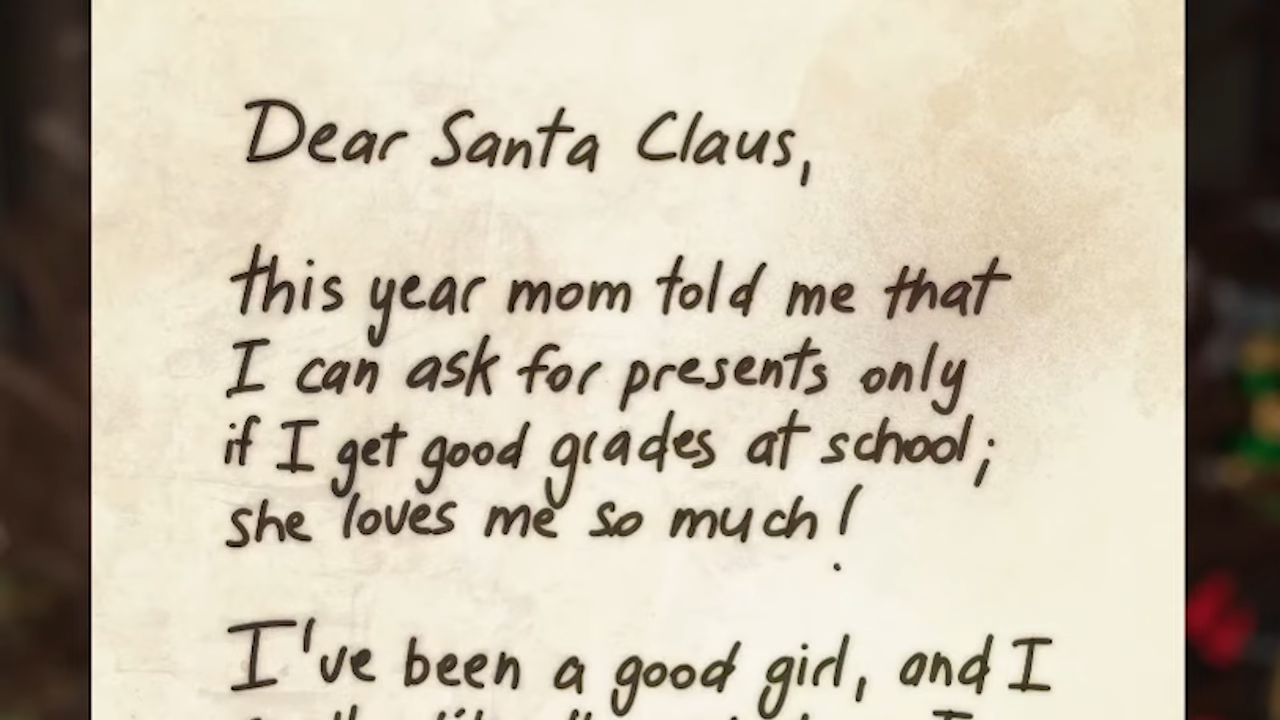 Dear Santa Claus,
this year mom told me that
I can ask for presents only
if I get good grades at school;
she loves me so much!
I've been a good girl, and I